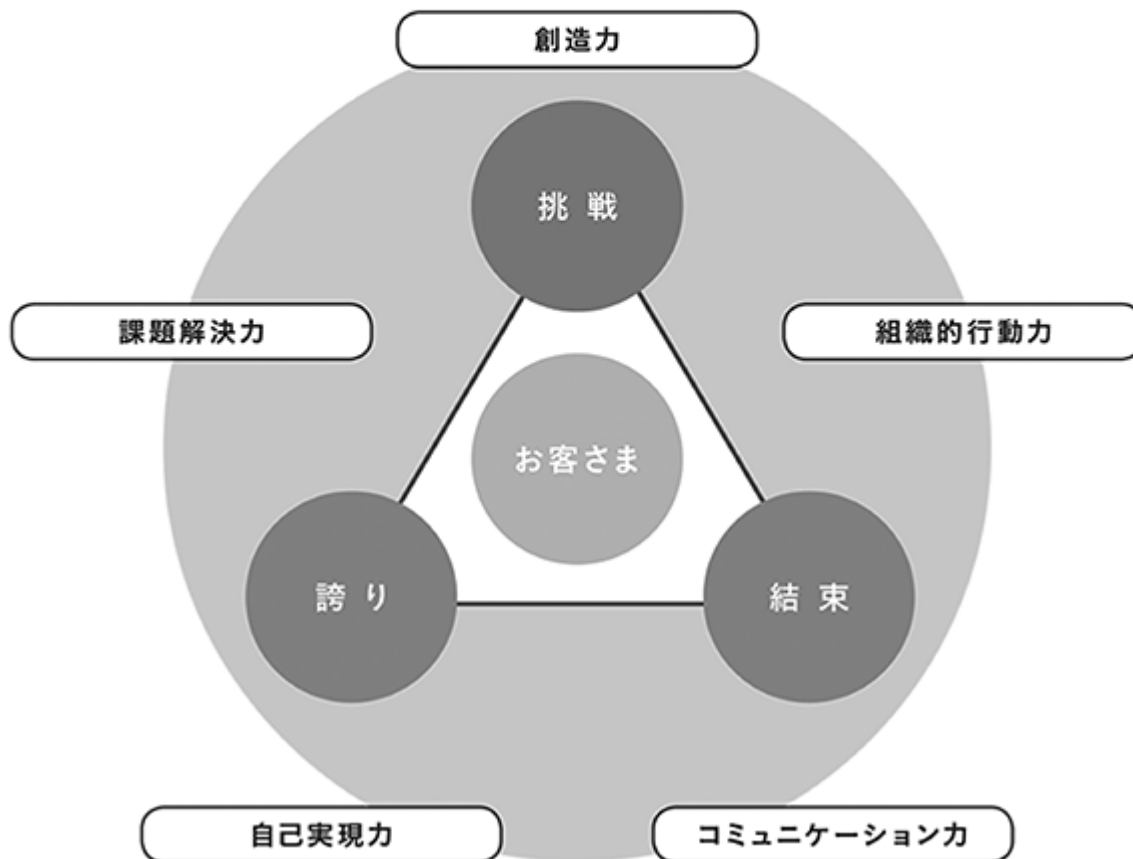 創造力
挑戦
課題解決力
組織的行動力
お客さま
誇り
結束
自己実現力
コミュニケーション力